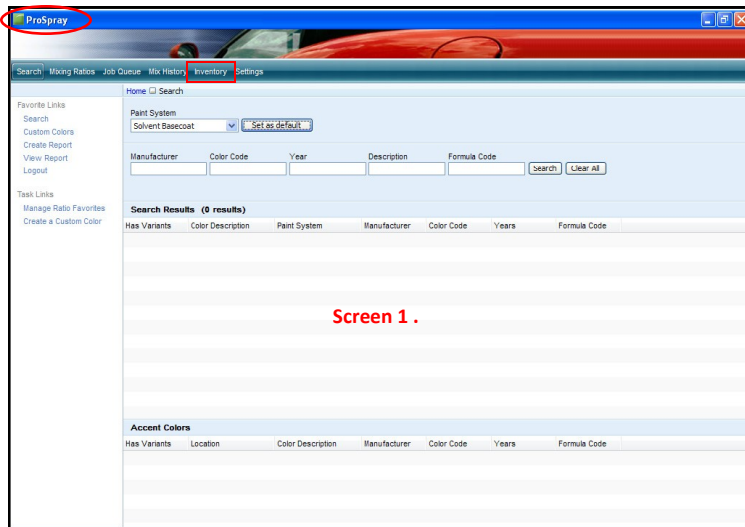 ProSpray
Search Mixing Ratios Job Queue Mix History Inventory Settings
Home Search
Favorite Links
Search
Custom Colors
Create Report
View Report
Logout
Task Links
Manage Ratio Favorites
Create a Custom Color
Paint System
Solvent Basecoat Set as default
Manufacturer Color Code Year Description Formula Code
Search Clear All
Search Results (0 results)
Has Variants Color Description Paint System Manufacturer Color Code Years Formula Code
Screen 1 .
Accent Colors
Has Variants Location Color Description Manufacturer Color Code Years Formula Code